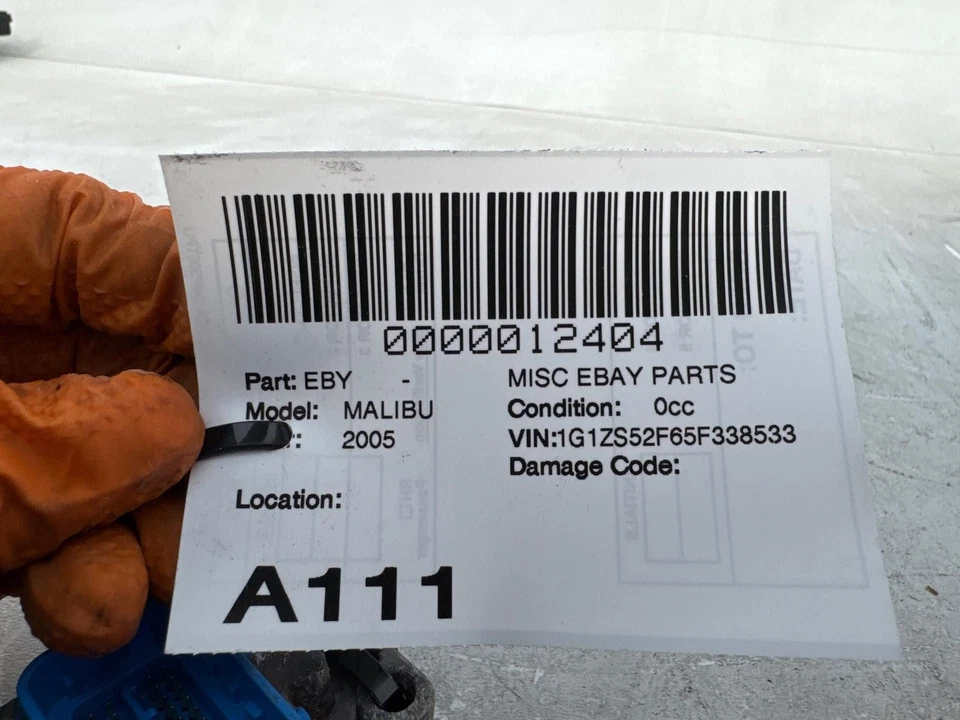 0000012404
Part: EBY - MISC EBAY PARTS
Model: MALIBU Condition: 0cc
: 2005 VIN:1G1ZS52F65F338533
Damage Code:
Location:
A111